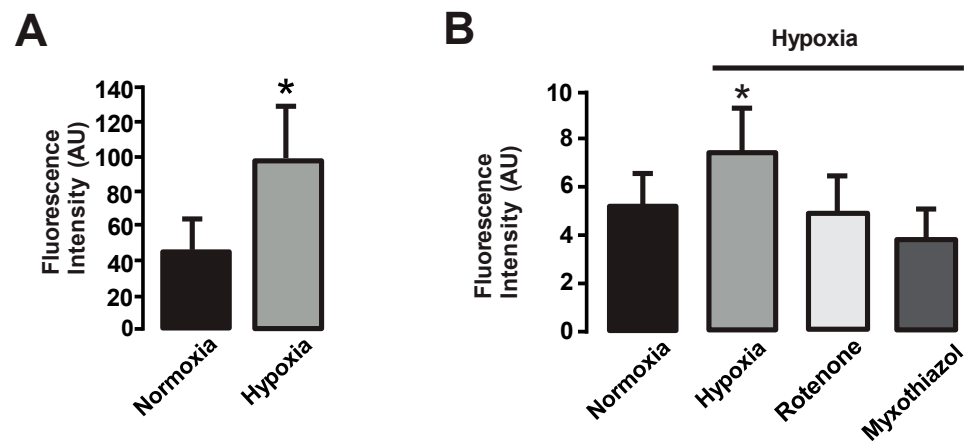 A
Fluorescence
Intensity (AU)
140
120
100
80
60
40
20
0
*
Normoxia
Hypoxia
B
Hypoxia
Fluorescence
Intensity (AU)
10
8
6
4
2
0
*
Normoxia
Hypoxia
Rotenone
Myxothiazol